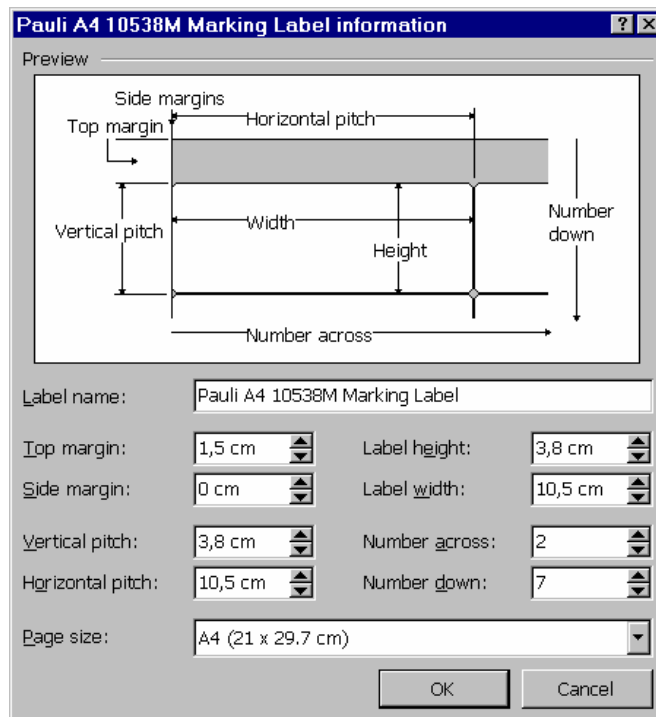 Pauli A4 10538M Marking Label information
Preview
Side margins
Horizontal pitch
Top margin
Number down
Vertical pitch
Width
Height
Number across
Label name: Pauli A4 10538M Marking Label
Top margin: 1,5 cm Label height: 3,8 cm
Side margin: 0 cm Label width: 10,5 cm
Vertical pitch: 3,8 cm Number across: 2
Horizontal pitch: 10,5 cm Number down: 7
Page size: A4 (21 x 29.7 cm)
OK Cancel